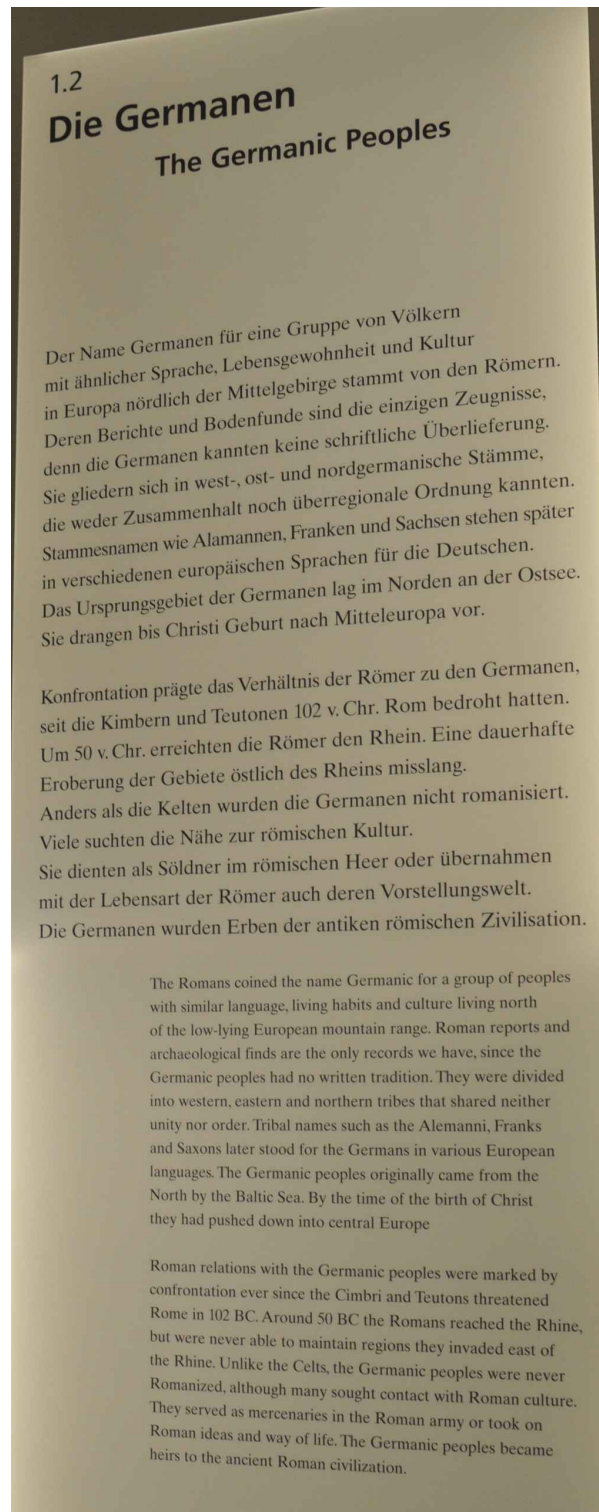 1.2
Die Germanen
The Germanic Peoples
Der Name Germanen für eine Gruppe von Völkern
mit ähnlicher Sprache, Lebensgewohnheit und Kultur
in Europa nördlich der Mittelgebirge stammt von den Römern.
Deren Berichte und Bodenfunde sind die einzigen Zeugnisse,
denn die Germanen kannten keine schriftliche Überlieferung.
Sie gliedern sich in west-, ost- und nordgermanische Stämme,
die weder Zusammenhalt noch überregionale Ordnung kannten.
Stammesnamen wie Alamannen, Franken und Sachsen stehen später
in verschiedenen europäischen Sprachen für die Deutschen.
Das Ursprungsgebiet der Germanen lag im Norden an der Ostsee.
Sie drangen bis Christi Geburt nach Mitteleuropa vor.
Konfrontation prägte das Verhältnis der Römer zu den Germanen,
seit die Kimbern und Teutonen 102 v. Chr. Rom bedroht hatten.
Um 50 v. Chr. erreichten die Römer den Rhein. Eine dauerhafte
Eroberung der Gebiete östlich des Rheins misslang.
Anders als die Kelten wurden die Germanen nicht romanisiert.
Viele suchten die Nähe zur römischen Kultur.
Sie dienten als Söldner im römischen Heer oder übernahmen
mit der Lebensart der Römer auch deren Vorstellungswelt.
Die Germanen wurden Erben der antiken römischen Zivilisation.
The Romans coined the name Germanic for a group of peoples
with similar language, living habits and culture living north
of the low-lying European mountain range. Roman reports and
archaeological finds are the only records we have, since the
Germanic peoples had no written tradition. They were divided
into western, eastern and northern tribes that shared neither
unity nor order. Tribal names such as the Alemanni, Franks
and Saxons later stood for the Germans in various European
languages. The Germanic peoples originally came from the
North by the Baltic Sea. By the time of the birth of Christ
they had pushed down into central Europe
Roman relations with the Germanic peoples were marked by
confrontation ever since the Cimbri and Teutons threatened
Rome in 102 BC. Around 50 BC the Romans reached the Rhine,
but were never able to maintain regions they invaded east of
the Rhine. Unlike the Celts, the Germanic peoples were never
Romanized, although many sought contact with Roman culture.
They served as mercenaries in the Roman army or took on
Roman ideas and way of life. The Germanic peoples became
heirs to the ancient Roman civilization.